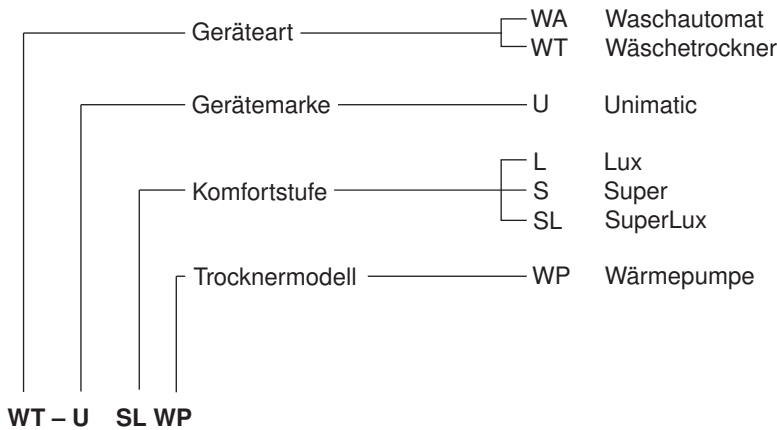 Geräteart WA Waschautomat
WT Wäschetrockner
Gerätemarke U Unimatic
L Lux
Komfortstufe S Super
SL SuperLux
Trocknermodell WP Wärmepumpe
WT – U SL WP